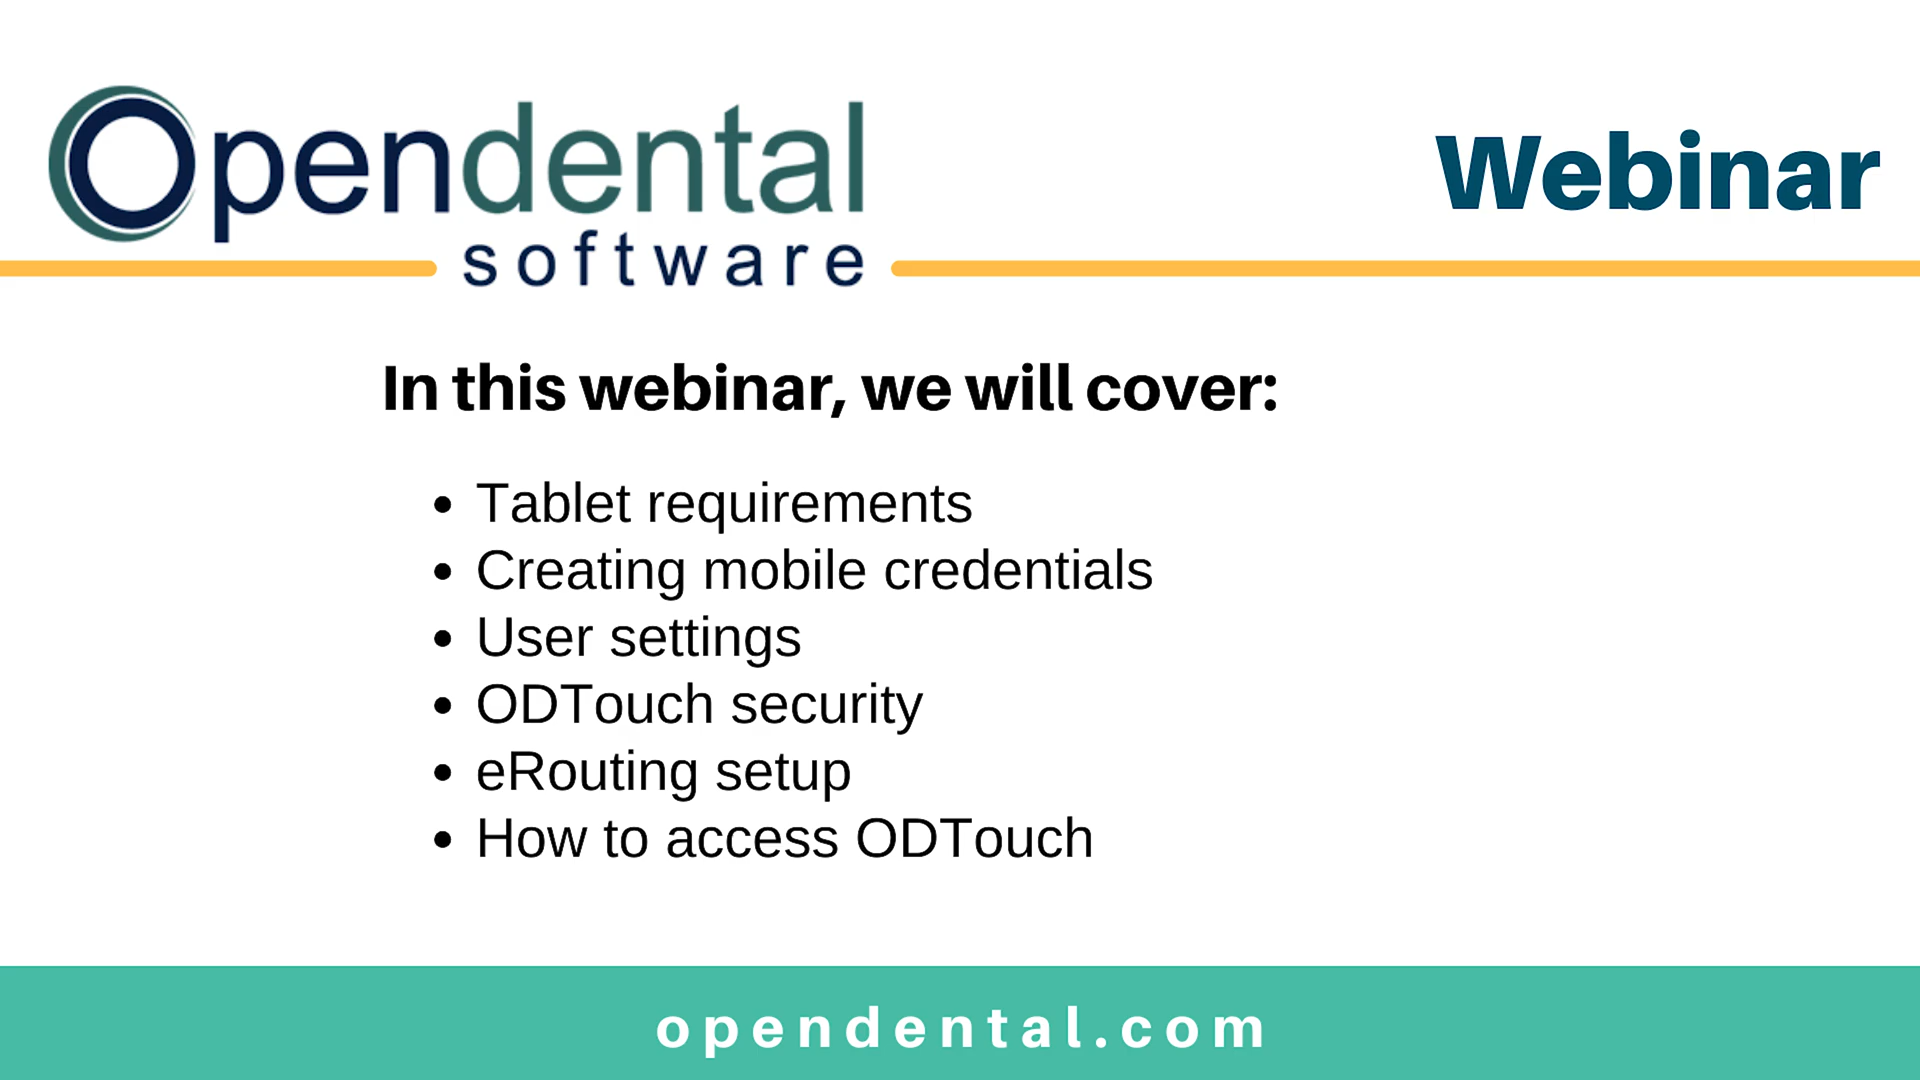 Opendental
software
Webinar
In this webinar, we will cover:
• Tablet requirements
• Creating mobile credentials
• User settings
• ODTouch security
• eRouting setup
• How to access ODTouch
opendental.com